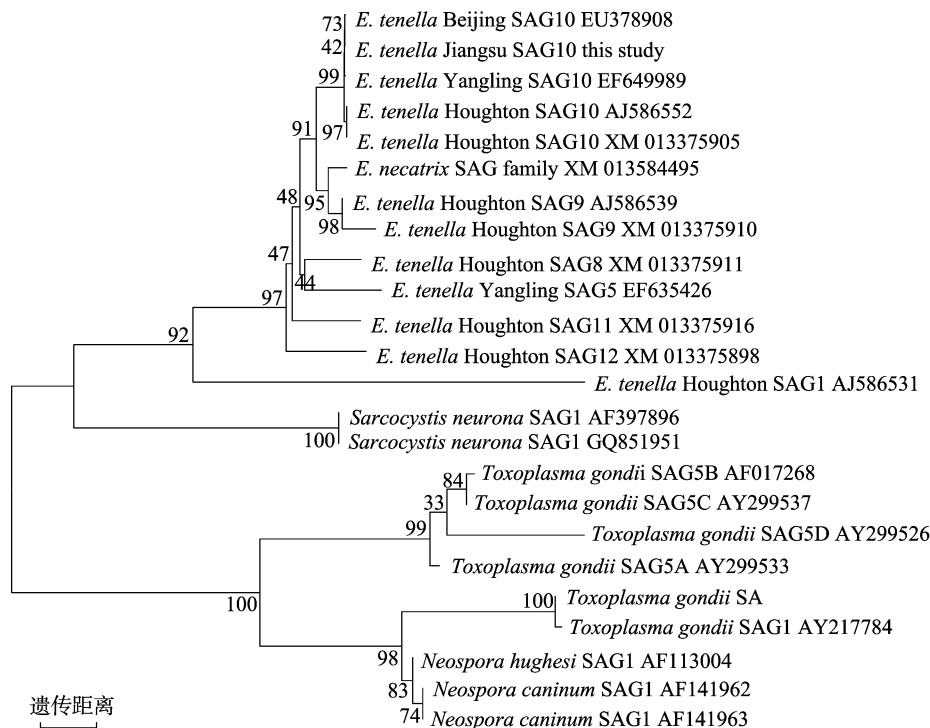 73
E. tenella Beijing SAG10 EU378908
42
E. tenella Jiangsu SAG10 this study
99
E. tenella Yangling SAG10 EF649989
E. tenella Houghton SAG10 AJ586552
91
97
E. tenella Houghton SAG10 XM 013375905
E. necatrix SAG family XM 013584495
48
95
E. tenella Houghton SAG9 AJ586539
98
E. tenella Houghton SAG9 XM 013375910
47
E. tenella Houghton SAG8 XM 013375911
44
E. tenella Yangling SAG5 EF635426
97
E. tenella Houghton SAG11 XM 013375916
92
E. tenella Houghton SAG12 XM 013375898
E. tenella Houghton SAG1 AJ586531
Sarcocystis neurona SAG1 AF397896
100
Sarcocystis neurona SAG1 GQ851951
Toxoplasma gondii SAG5B AF017268
84
33
Toxoplasma gondii SAG5C AY299537
99
Toxoplasma gondii SAG5D AY299526
Toxoplasma gondii SAG5A AY299533
100
100
Toxoplasma gondii SA
Toxoplasma gondii SAG1 AY217784
98
Neospora hughesi SAG1 AF113004
83
Neospora caninum SAG1 AF141962
74
Neospora caninum SAG1 AF141963
遗传距离